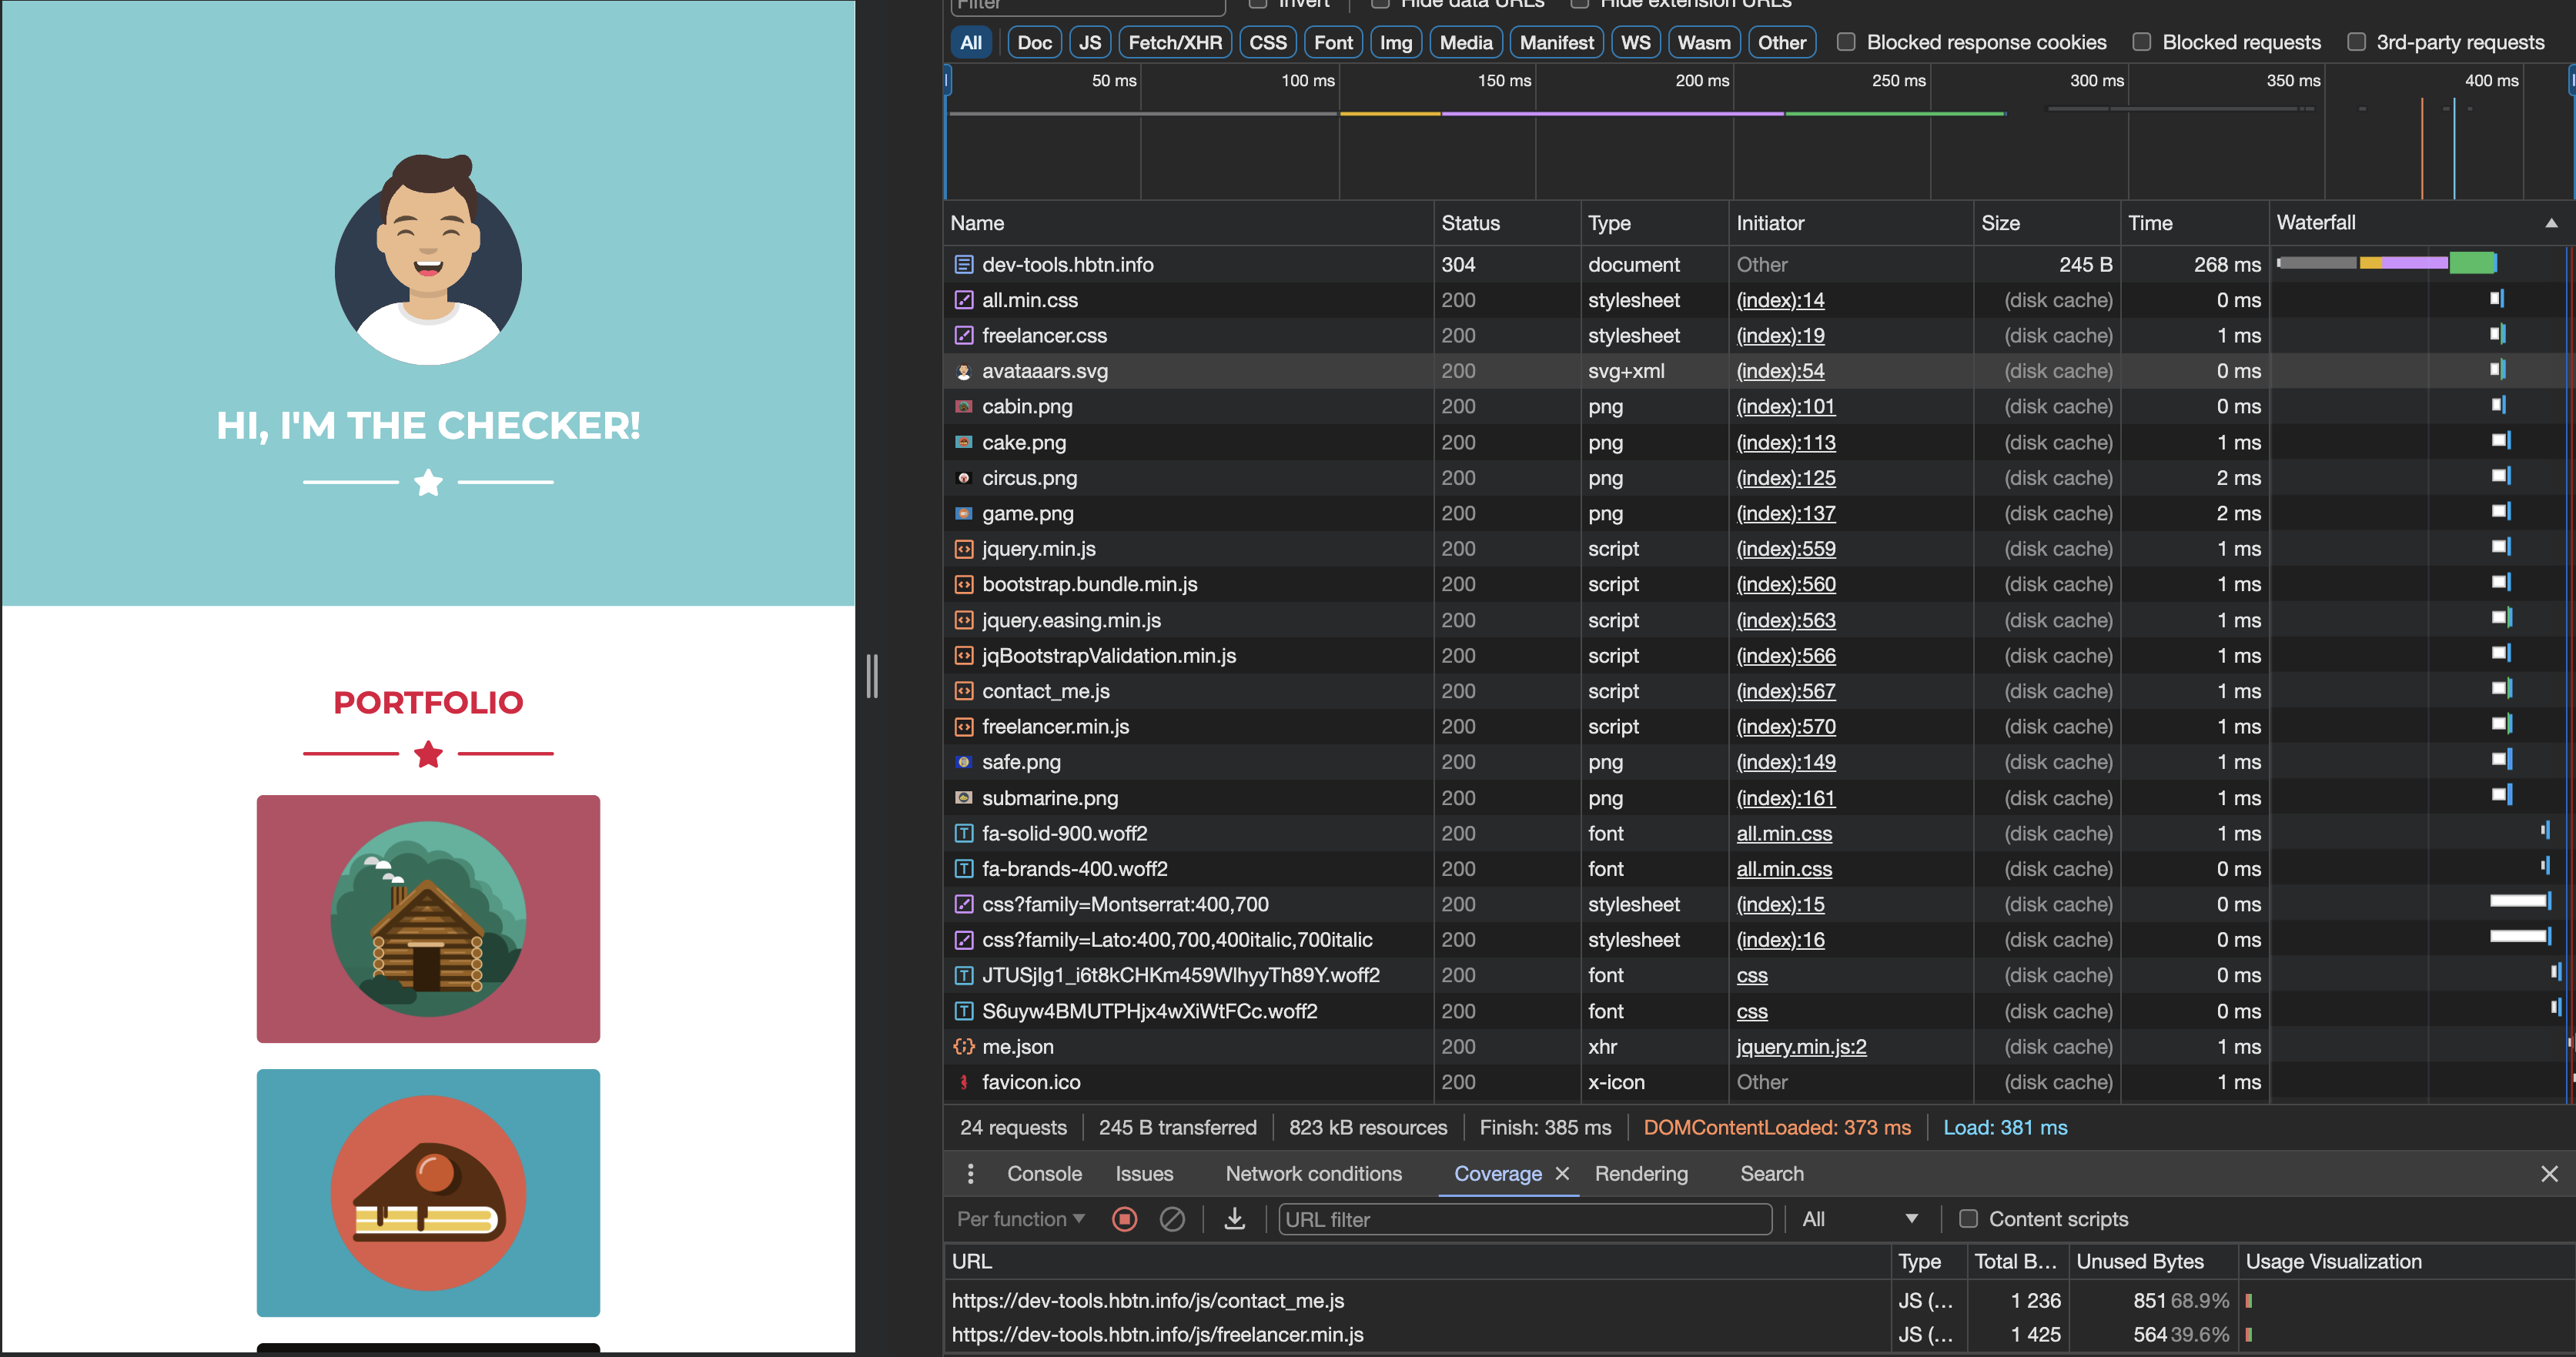 HI, I'M THE CHECKER!
PORTFOLIO
Filter Invert Hide data URLs Hide extension URLs
All Doc JS Fetch/XHR CSS Font Img Media Manifest WS Wasm Other Blocked response cookies Blocked requests 3rd-party requests
50 ms 100 ms 150 ms 200 ms 250 ms 300 ms 350 ms 400 ms
Name Status Type Initiator Size Time Waterfall
dev-tools.hbtn.info 304 document Other 245 B 268 ms
all.min.css 200 stylesheet (index):14 (disk cache) 0 ms
freelancer.css 200 stylesheet (index):19 (disk cache) 1 ms
avataaars.svg 200 svg+xml (index):54 (disk cache) 0 ms
cabin.png 200 png (index):101 (disk cache) 0 ms
cake.png 200 png (index):113 (disk cache) 1 ms
circus.png 200 png (index):125 (disk cache) 2 ms
game.png 200 png (index):137 (disk cache) 2 ms
jquery.min.js 200 script (index):559 (disk cache) 1 ms
bootstrap.bundle.min.js 200 script (index):560 (disk cache) 1 ms
jquery.easing.min.js 200 script (index):563 (disk cache) 1 ms
jqBootstrapValidation.min.js 200 script (index):566 (disk cache) 1 ms
contact_me.js 200 script (index):567 (disk cache) 1 ms
freelancer.min.js 200 script (index):570 (disk cache) 1 ms
safe.png 200 png (index):149 (disk cache) 1 ms
submarine.png 200 png (index):161 (disk cache) 1 ms
fa-solid-900.woff2 200 font all.min.css (disk cache) 1 ms
fa-brands-400.woff2 200 font all.min.css (disk cache) 0 ms
css?family=Montserrat:400,700 200 stylesheet (index):15 (disk cache) 0 ms
css?family=Lato:400,700,400italic,700italic 200 stylesheet (index):16 (disk cache) 0 ms
JTUSjIg1_i6t8kCHKm459WlhyyTh89Y.woff2 200 font css (disk cache) 0 ms
S6uyw4BMUTPHjx4wXiWtFCc.woff2 200 font css (disk cache) 0 ms
me.json 200 xhr jquery.min.js:2 (disk cache) 1 ms
favicon.ico 200 x-icon Other (disk cache) 1 ms
24 requests 245 B transferred 823 kB resources Finish: 385 ms DOMContentLoaded: 373 ms Load: 381 ms
Console Issues Network conditions Coverage Rendering Search
Per function URL filter All Content scripts
URL Type Total B... Unused Bytes Usage Visualization
https://dev-tools.hbtn.info/js/contact_me.js JS (... 1 236 851 68.9%
https://dev-tools.hbtn.info/js/freelancer.min.js JS (... 1 425 564 39.6%